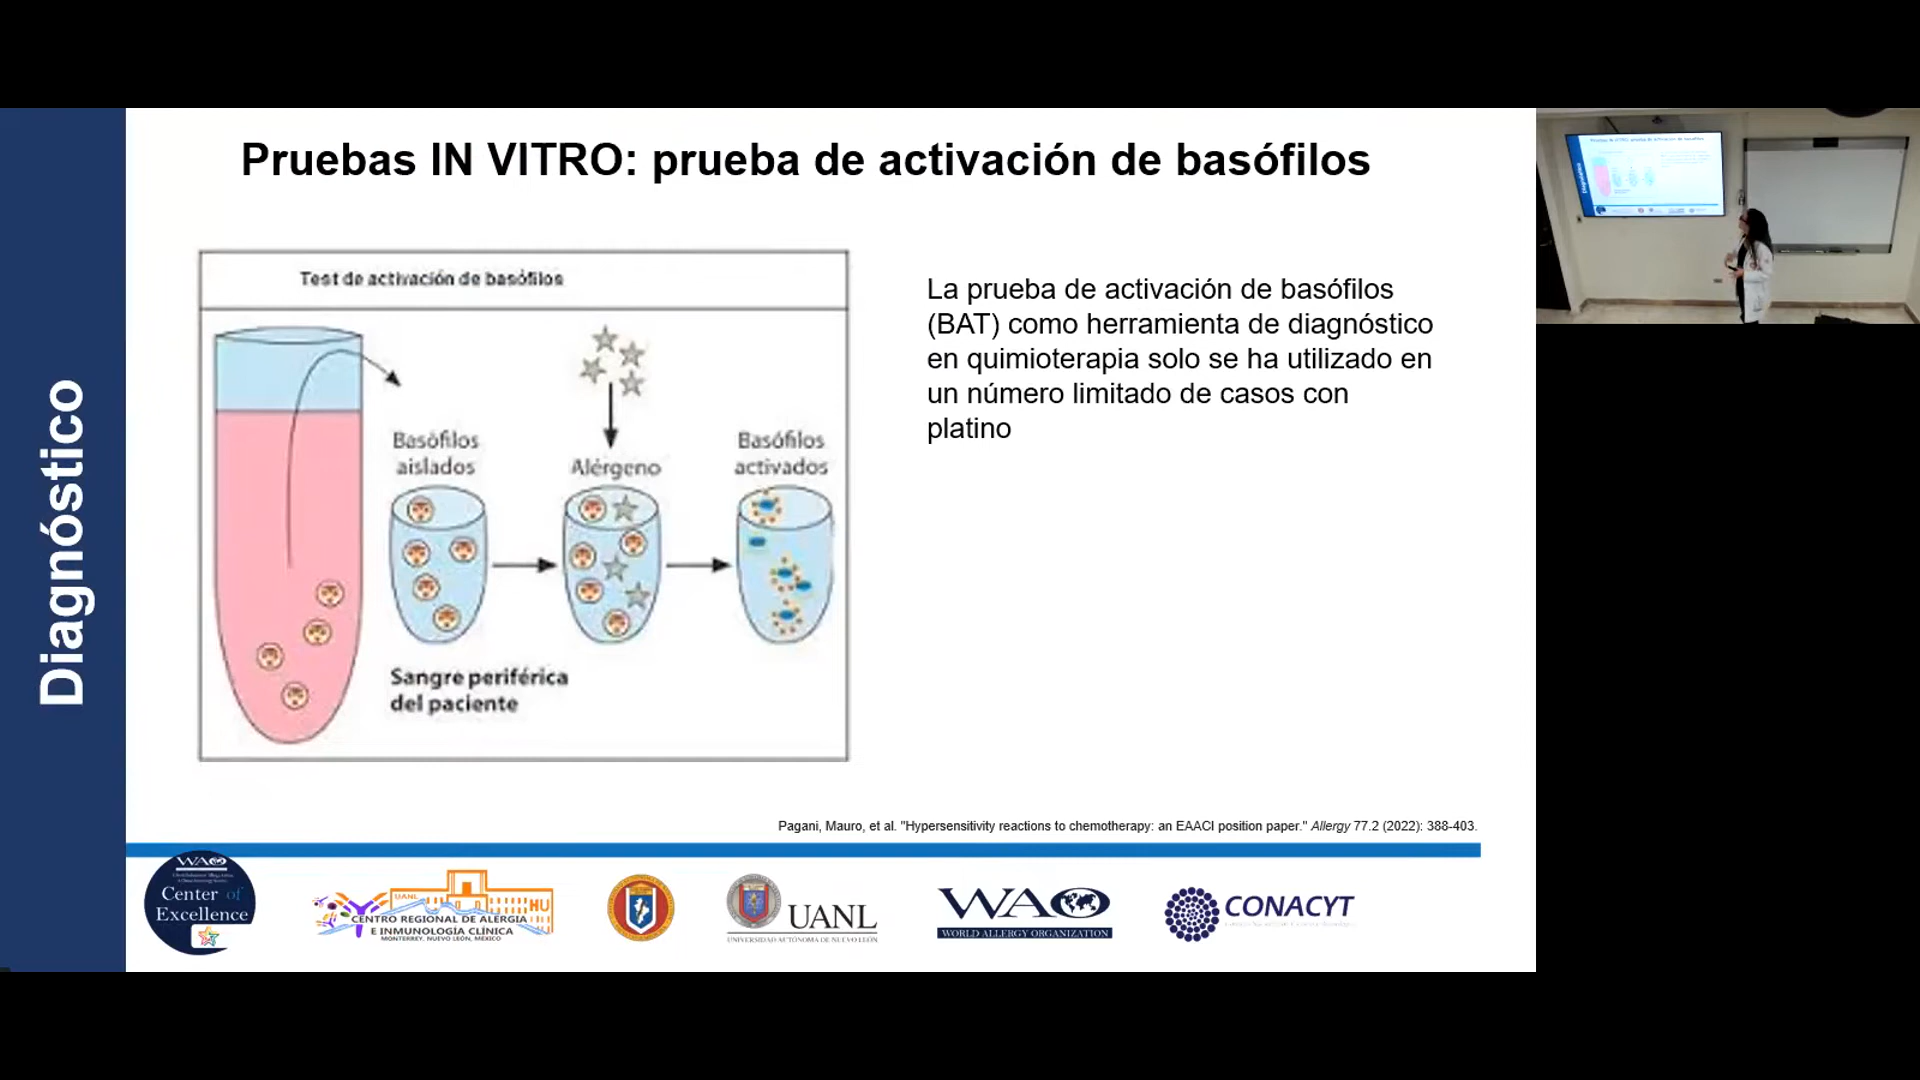 Pruebas IN VITRO: prueba de activación de basófilos
Diagnóstico
Test de activación de basófilos
Basófilos
aislados
Alérgeno
Basófilos
activados
Sangre periférica
del paciente
La prueba de activación de basófilos
(BAT) como herramienta de diagnóstico
en quimioterapia solo se ha utilizado en
un número limitado de casos con
platino
Pagani, Mauro, et al. "Hypersensitivity reactions to chemotherapy: an EAACI position paper." Allergy 77.2 (2022): 388-403.
WAO
Center of
Excellence
UANL
HU
CENTRO REGIONAL DE ALERGIA
E INMUNOLOGÍA CLÍNICA
MONTERREY, NUEVO LEÓN, MÉXICO
UANL
UNIVERSIDAD AUTÓNOMA DE NUEVO LEÓN
WAO
WORLD ALLERGY ORGANIZATION
CONACYT